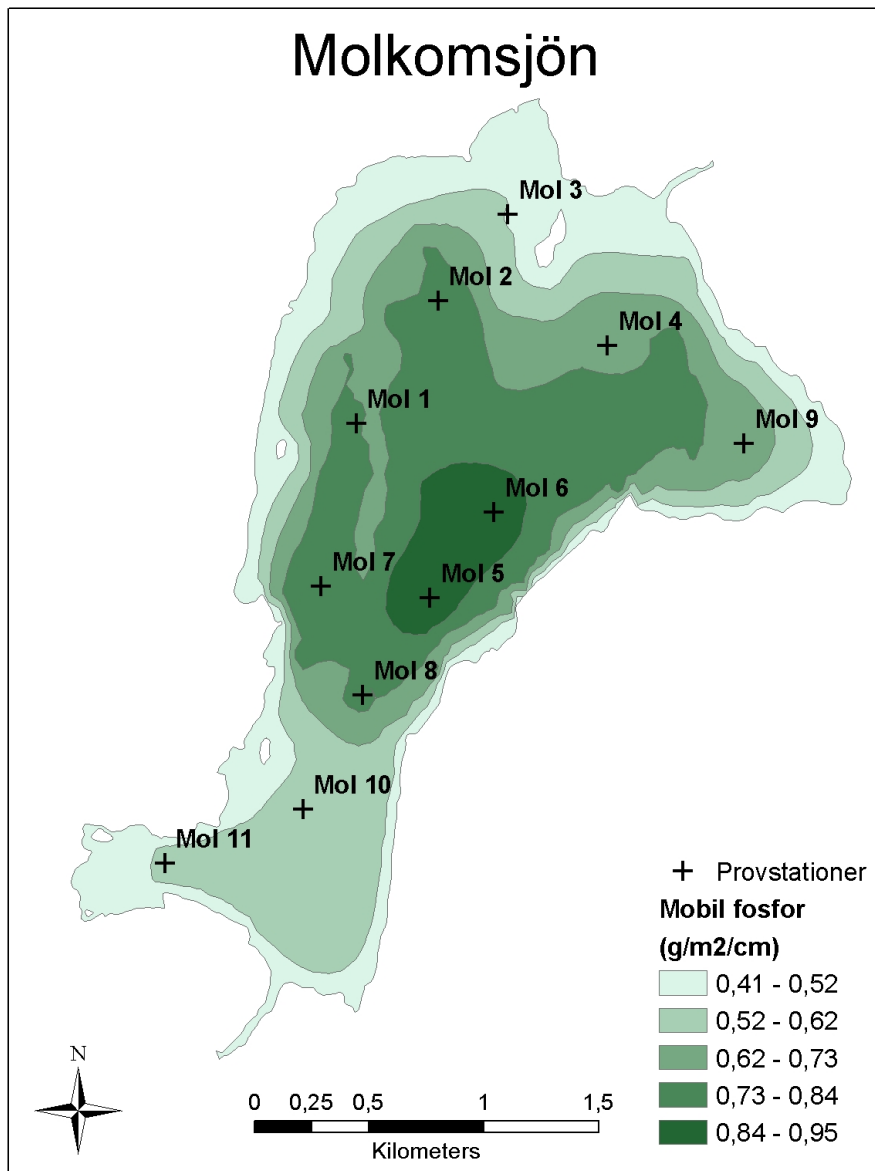 Molkomsjön
Mol 3
Mol 2
Mol 4
Mol 1
Mol 9
Mol 6
Mol 7
Mol 5
Mol 8
Mol 10
Mol 11
Provstationer
Mobil fosfor
(g/m2/cm)
0,41 - 0,52
0,52 - 0,62
0,62 - 0,73
0,73 - 0,84
0,84 - 0,95
N
0 0,25 0,5 1 1,5
Kilometers